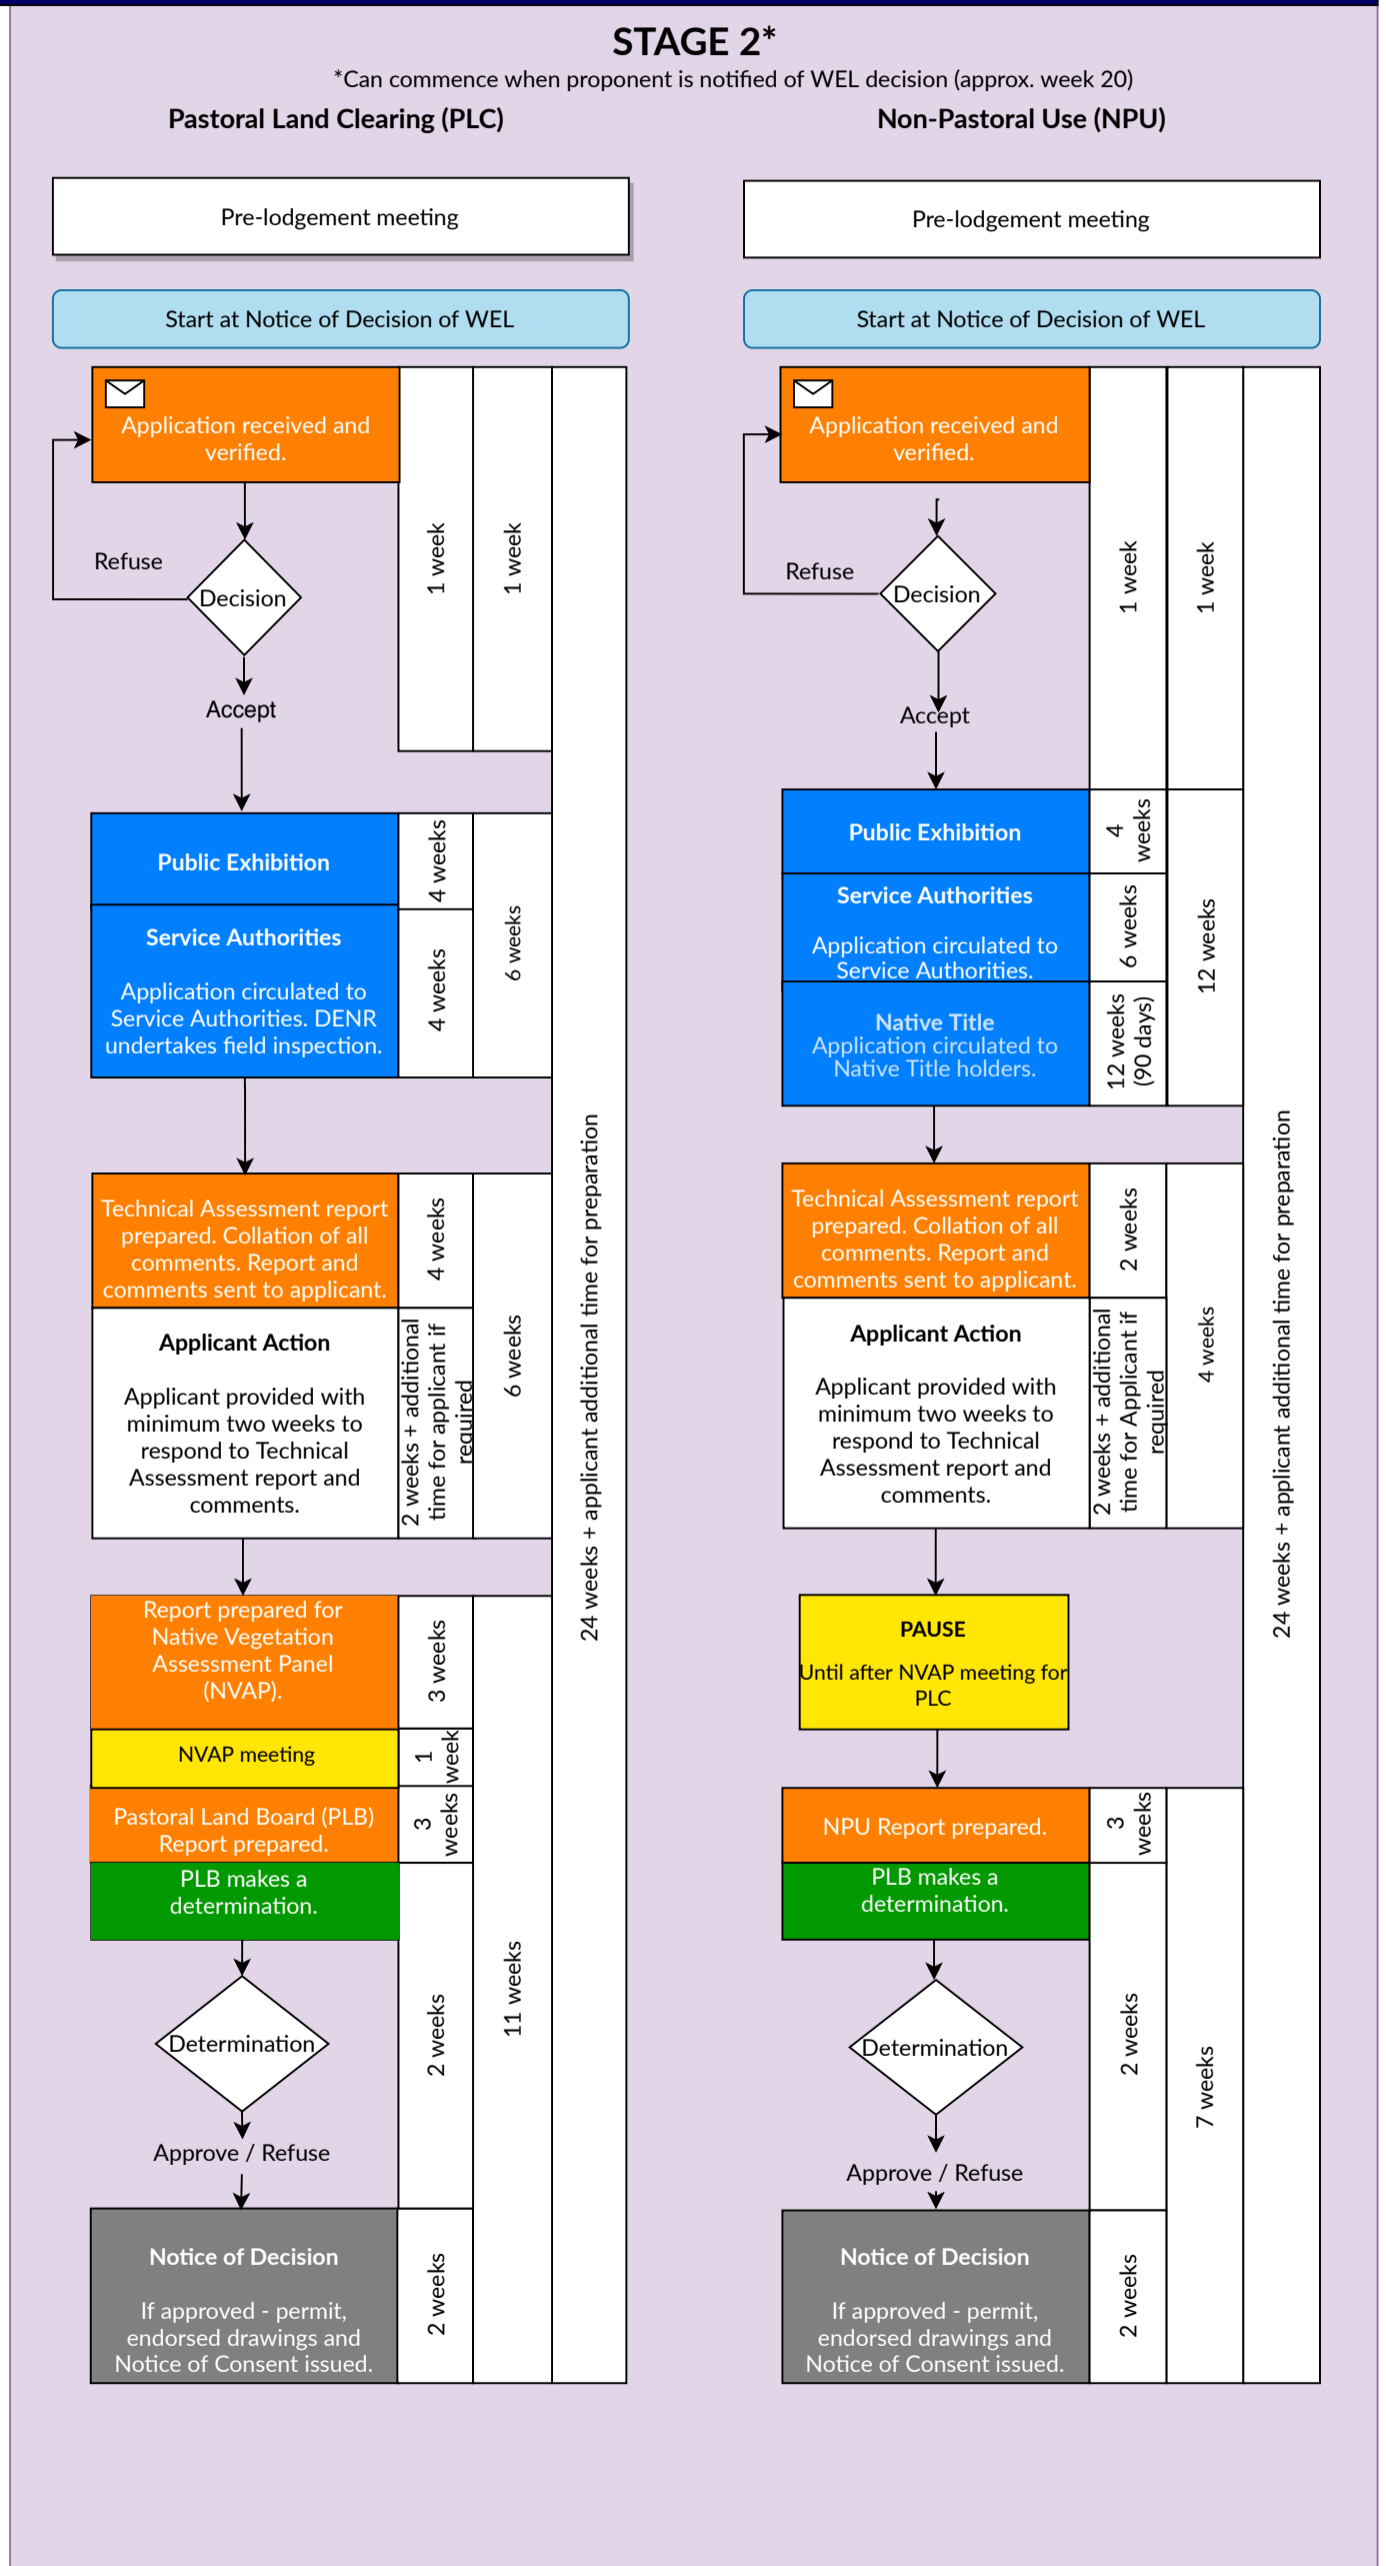 STAGE 2*
*Can commence when proponent is notified of WEL decision (approx. week 20)
Pastoral Land Clearing (PLC)
Pre-lodgement meeting
Start at Notice of Decision of WEL
Application received and
verified.
Decision
Refuse
Accept
1 week
1 week
Public Exhibition
4 weeks
Service Authorities
Application circulated to
Service Authorities. DENR
undertakes field inspection.
4 weeks
6 weeks
Technical Assessment report
prepared. Collation of all
comments. Report and
comments sent to applicant.
4 weeks
Applicant Action
Applicant provided with
minimum two weeks to
respond to Technical
Assessment report and
comments.
2 weeks + additional
time for applicant if
required
6 weeks
Report prepared for
Native Vegetation
Assessment Panel
(NVAP).
3 weeks
NVAP meeting
1
week
Pastoral Land Board (PLB)
Report prepared.
3
weeks
PLB makes a
determination.
Determination
Approve / Refuse
2 weeks
Notice of Decision
If approved - permit,
endorsed drawings and
Notice of Consent issued.
2 weeks
11 weeks
24 weeks + applicant additional time for preparation
Non-Pastoral Use (NPU)
Pre-lodgement meeting
Start at Notice of Decision of WEL
Application received and
verified.
Decision
Refuse
Accept
1 week
1 week
Public Exhibition
4
weeks
Service Authorities
Application circulated to
Service Authorities.
6 weeks
Native Title
Application circulated to
Native Title holders.
12 weeks
(90 days)
12 weeks
Technical Assessment report
prepared. Collation of all
comments. Report and
comments sent to applicant.
2 weeks
Applicant Action
Applicant provided with
minimum two weeks to
respond to Technical
Assessment report and
comments.
2 weeks + additional
time for Applicant if
required
4 weeks
PAUSE
Until after NVAP meeting for
PLC
NPU Report prepared.
3
weeks
PLB makes a
determination.
Determination
Approve / Refuse
2 weeks
Notice of Decision
If approved - permit,
endorsed drawings and
Notice of Consent issued.
2 weeks
7 weeks
24 weeks + applicant additional time for preparation